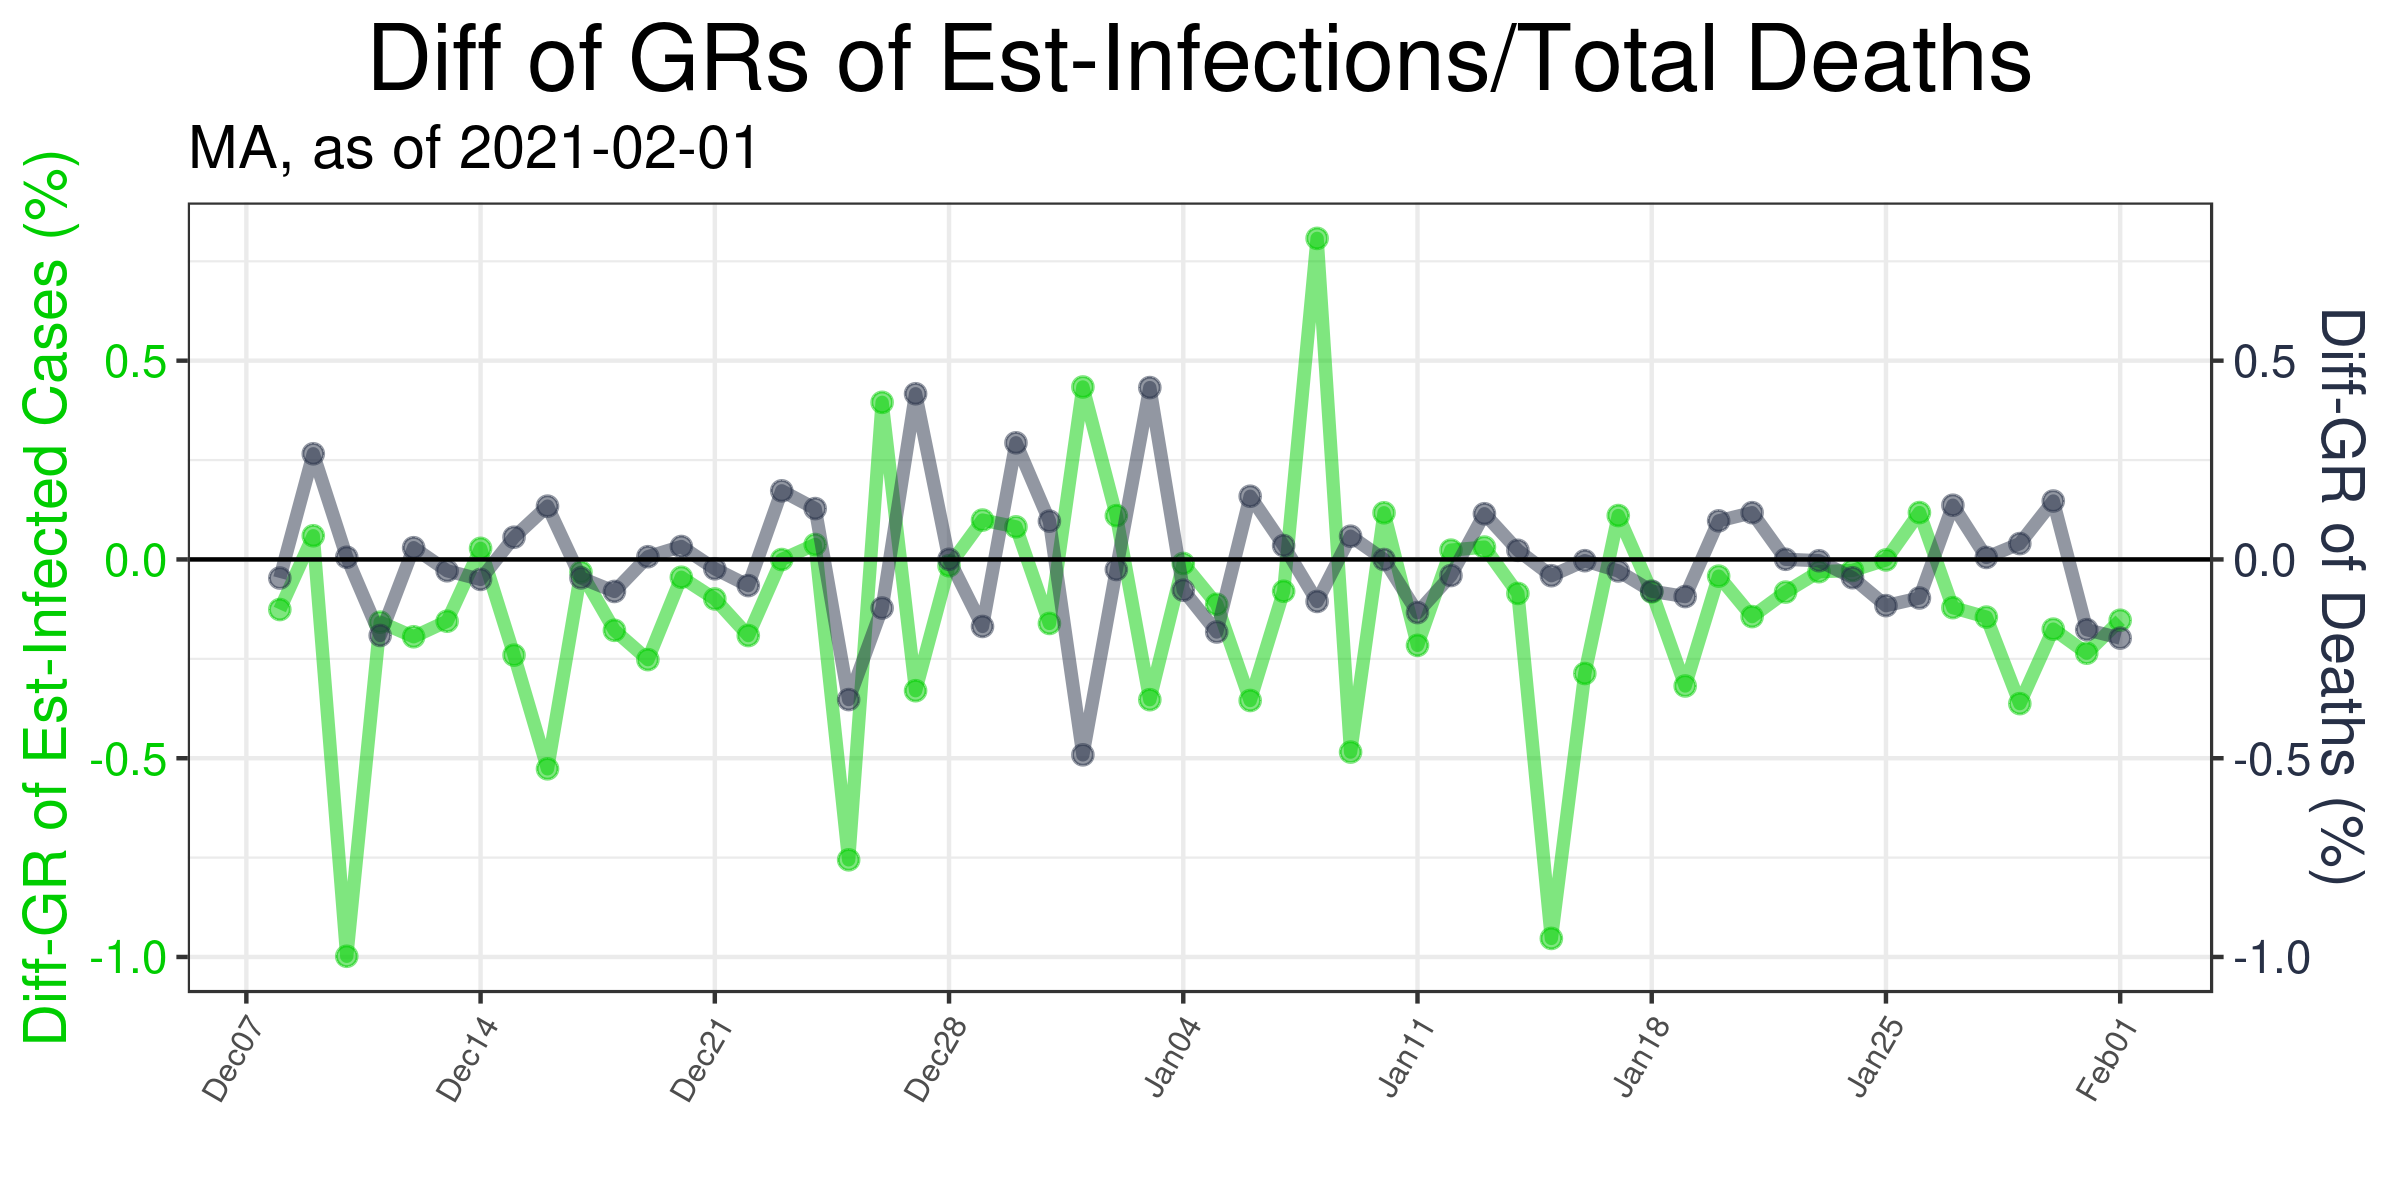 Diff of GRs of Est-Infections/Total Deaths
MA, as of 2021-02-01
Diff-GR of Est-Infected Cases (%)
0.5
0.0
-0.5
-1.0
0.5
0.0
-0.5
-1.0
Diff-GR of Deaths (%)
Dec07
Dec14
Dec21
Dec28
Jan04
Jan11
Jan18
Jan25
Feb01